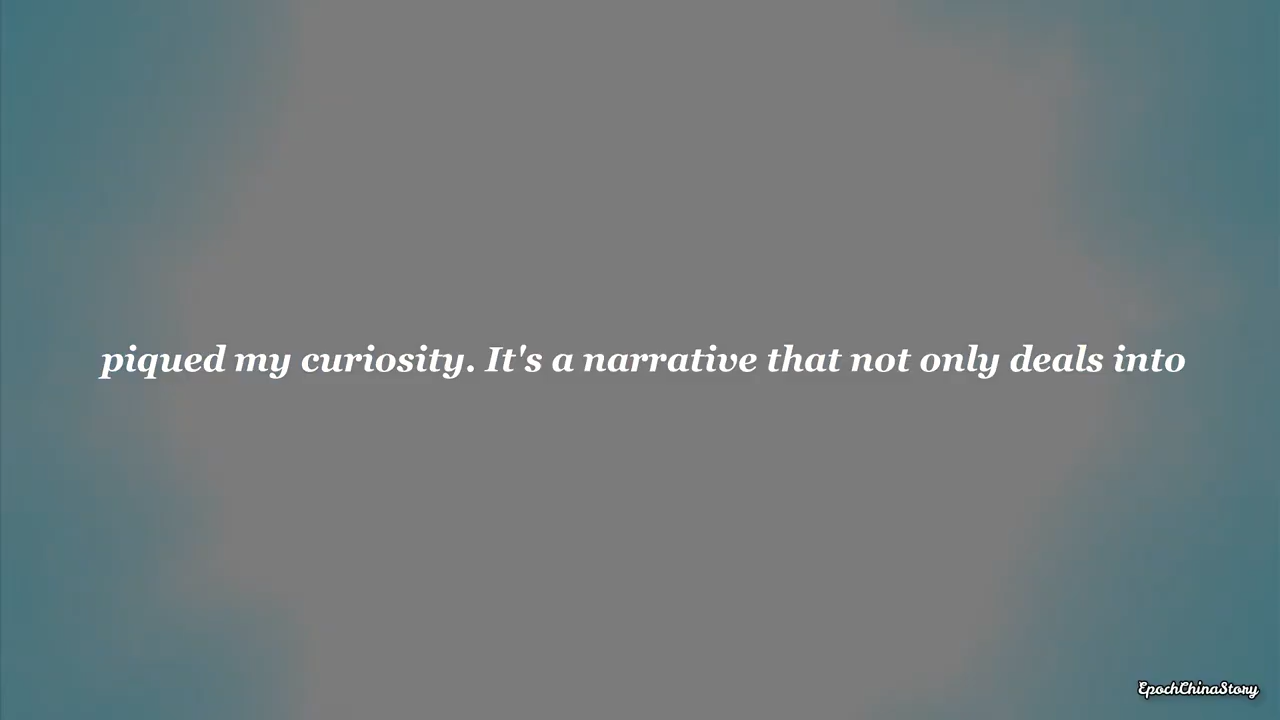 piqued my curiosity. It's a narrative that not only deals into
EpochChinaStory